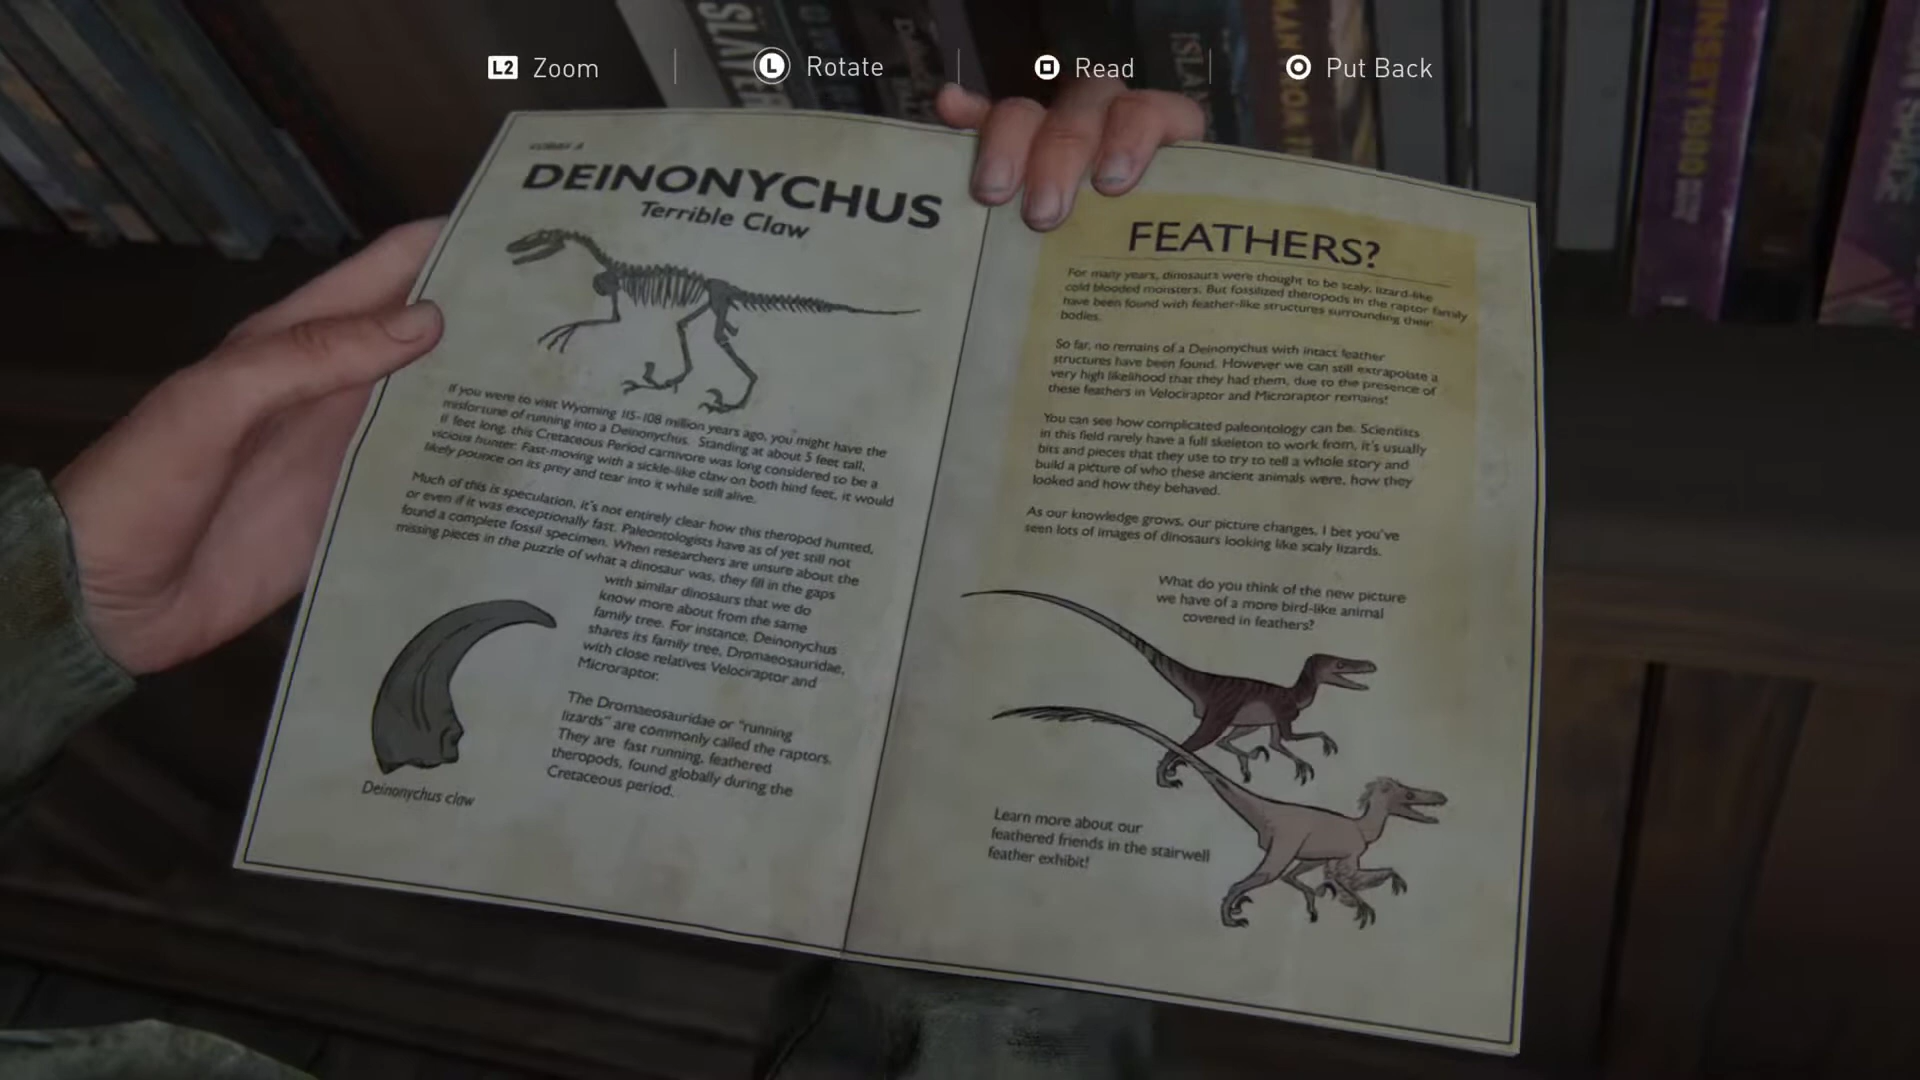 L2 Zoom
L Rotate
Read
Put Back
DEINONYCHUS
Terrible Claw
If you were to visit Wyoming 115-108 million years ago, you might have the
misfortune of running into a Deinonychus. Standing at about 5 feet tall,
11 feet long, this Cretaceous Period carnivore was long considered to be a
vicious hunter. Fast-moving with a sickle-like claw on both hind feet, it would
likely pounce on its prey and tear into it while still alive.
Much of this is speculation, it's not entirely clear how this theropod hunted,
or even if it was exceptionally fast. Paleontologists have as of yet still not
found a complete fossil specimen. When researchers are unsure about the
missing pieces in the puzzle of what a dinosaur was, they fill in the gaps
with similar dinosaurs that we do
know more about from the same
family tree. For instance, Deinonychus
shares its family tree, Dromaeosauridae,
with close relatives Velociraptor and
Microraptor.
The Dromaeosauridae or "running
lizards" are commonly called the raptors.
They are fast running, feathered
theropods, found globally during the
Cretaceous period.
Deinonychus claw
FEATHERS?
For many years, dinosaurs were thought to be scaly, lizard-like
cold blooded monsters. But fossilized theropods in the raptor family
have been found with feather-like structures surrounding their
bodies.
So far, no remains of a Deinonychus with intact feather
structures have been found. However we can still extrapolate a
very high likelihood that they had them, due to the presence of
these feathers in Velociraptor and Microraptor remains!
You can see how complicated paleontology can be. Scientists
in this field rarely have a full skeleton to work from, it's usually
bits and pieces that they use to try to tell a whole story and
build a picture of who these ancient animals were, how they
looked and how they behaved.
As our knowledge grows, our picture changes, I bet you've
seen lots of images of dinosaurs looking like scaly lizards.
What do you think of the new picture
we have of a more bird-like animal
covered in feathers?
Learn more about our
feathered friends in the stairwell
feather exhibit!